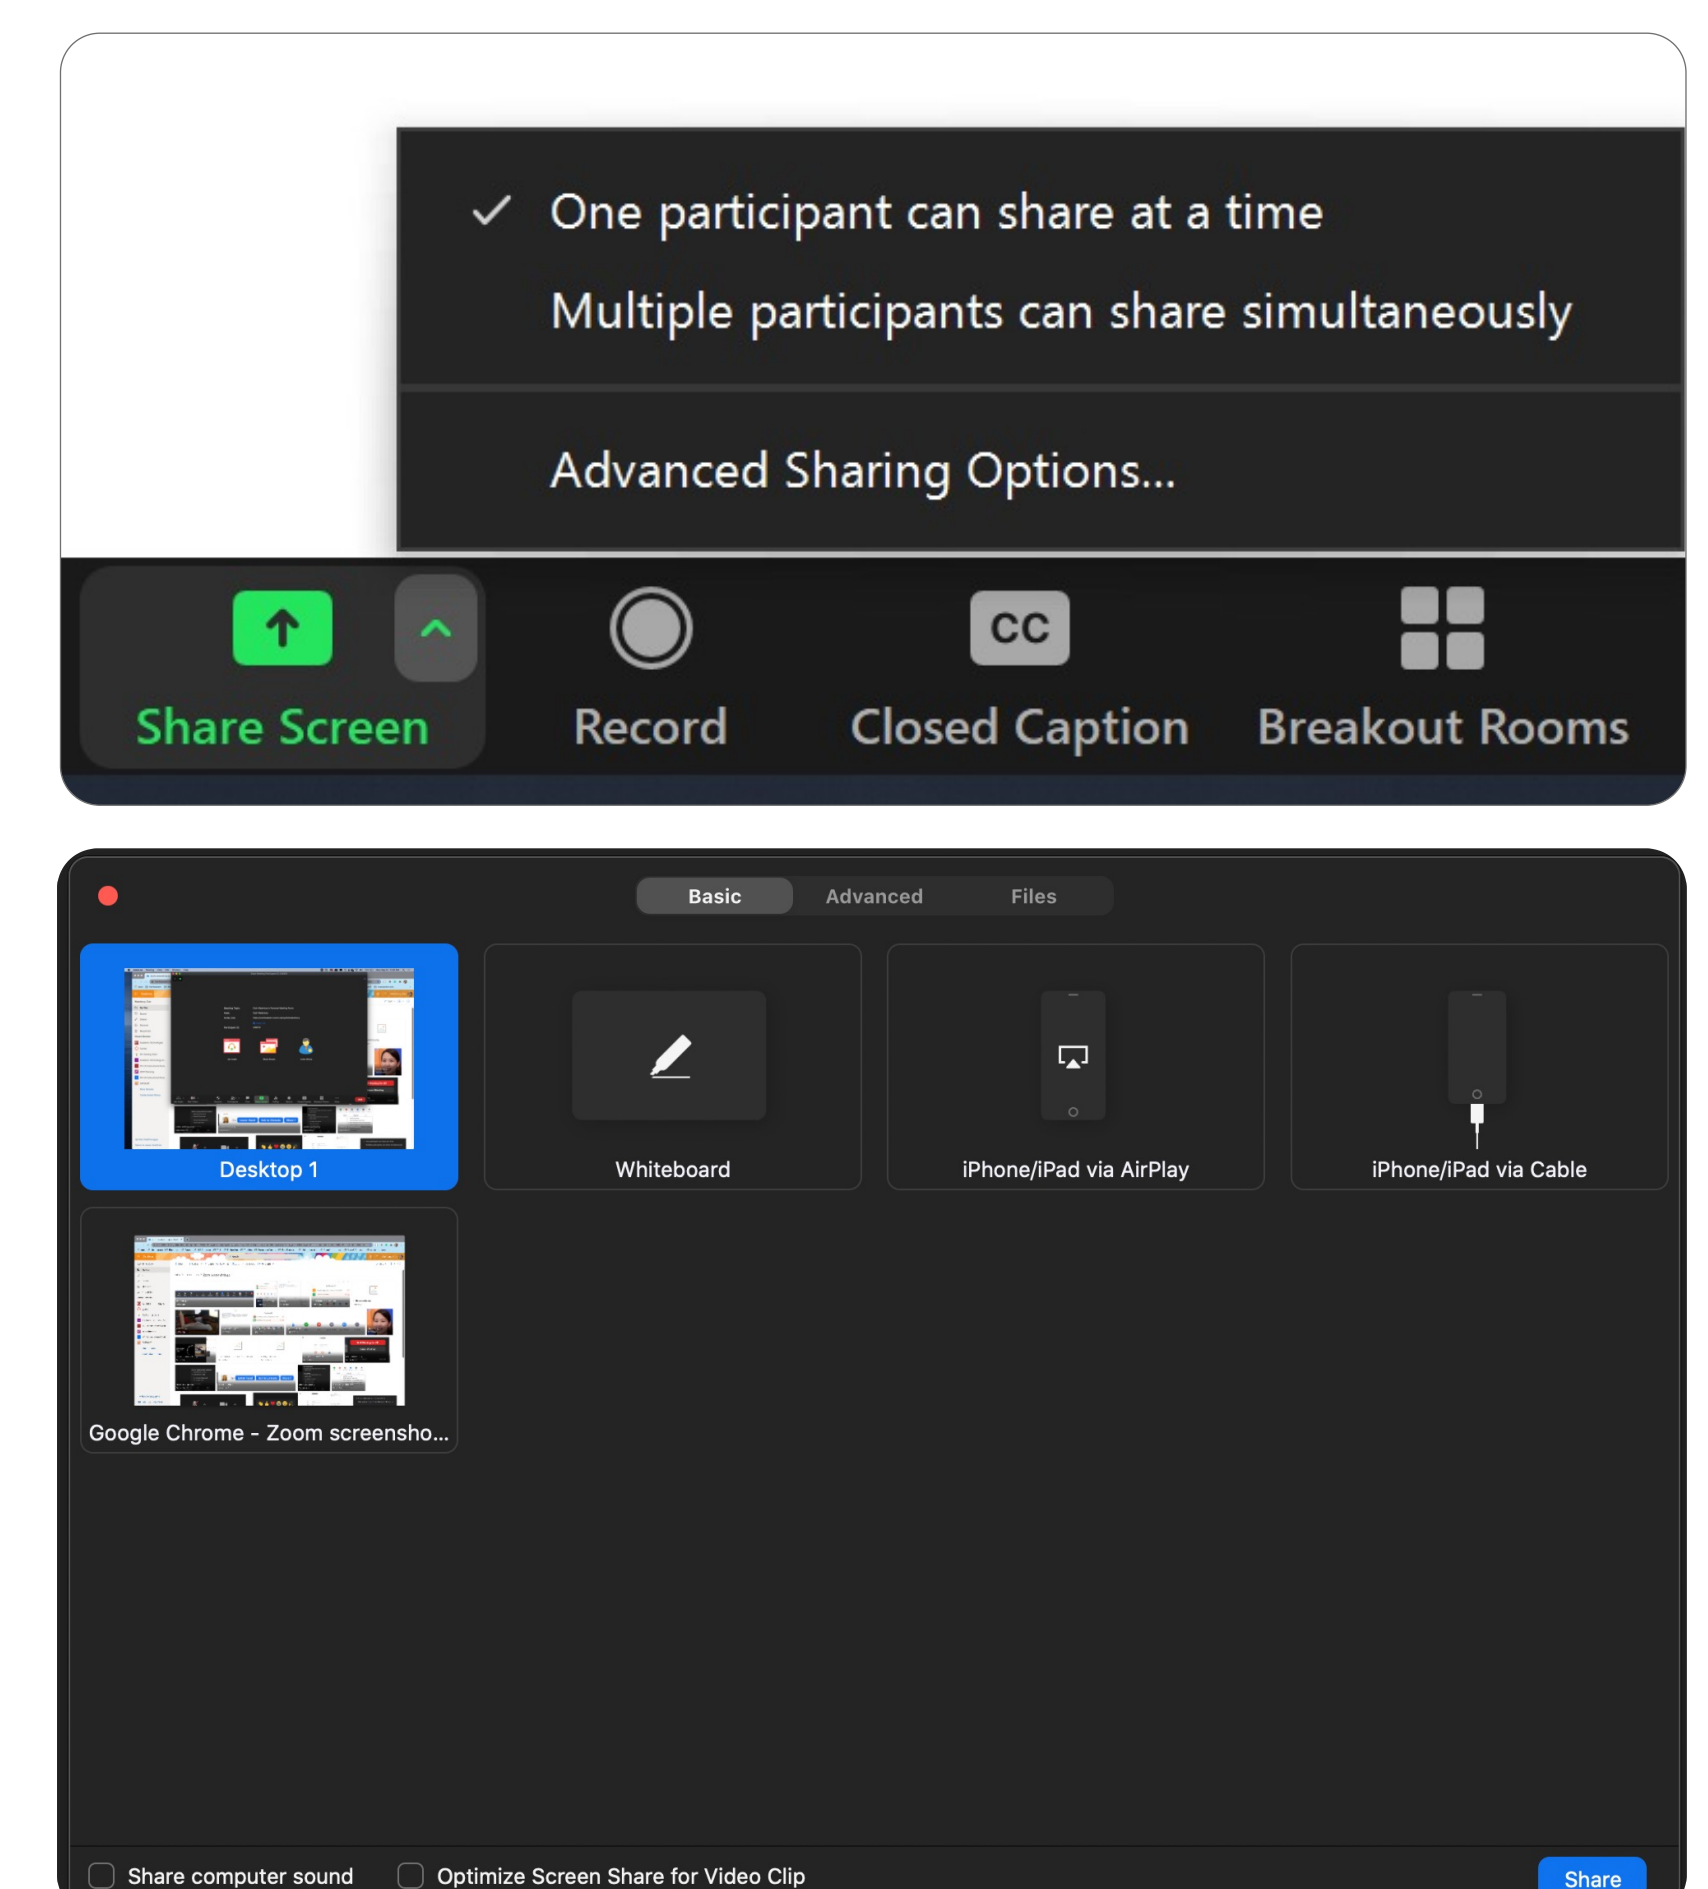 One participant can share at a time
Multiple participants can share simultaneously
Advanced Sharing Options...
Share Screen
CC
Record
Closed Caption
Breakout Rooms
Basic
Advanced
Files
Desktop 1
Whiteboard
iPhone/iPad via AirPlay
iPhone/iPad via Cable
Google Chrome - Zoom screensho...
Share computer sound
Optimize Screen Share for Video Clip
Share